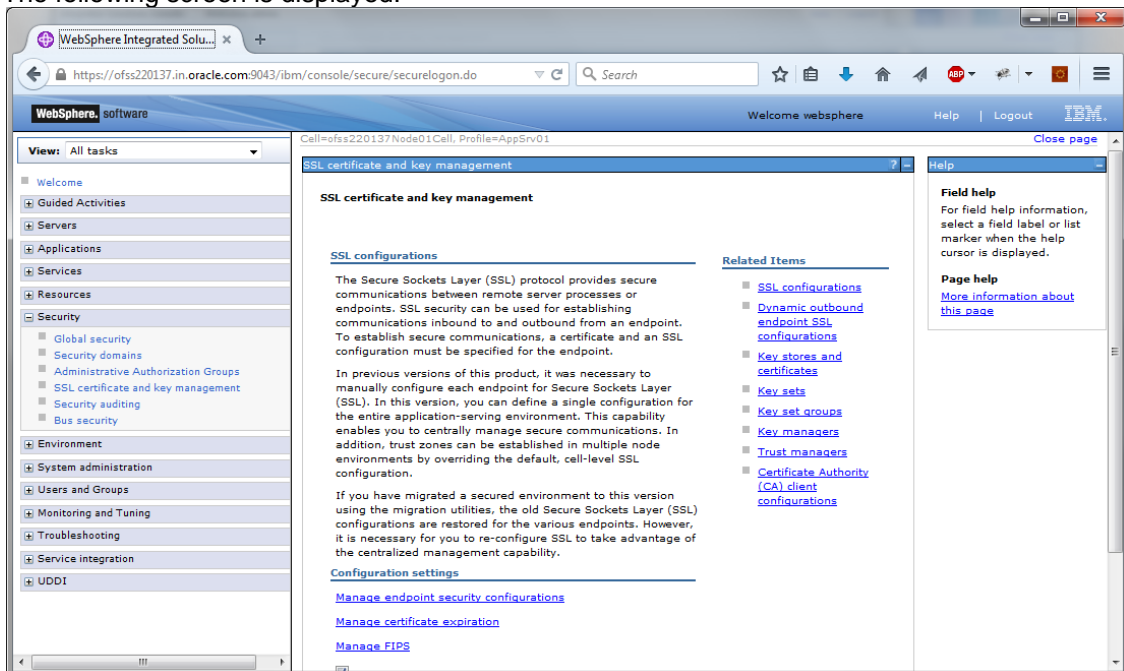 The following screen is displayed:
WebSphere Integrated Solu... × +
https://ofss220137.in.oracle.com:9043/ibm/console/secure/securelogon.do
Search
ABP
WebSphere. software
Welcome websphere
Help | Logout
IBM.
Cell=ofss220137Node01Cell, Profile=AppSrv01
Close page
View: All tasks
Welcome
Guided Activities
Servers
Applications
Services
Resources
Security
Global security
Security domains
Administrative Authorization Groups
SSL certificate and key management
Security auditing
Bus security
Environment
System administration
Users and Groups
Monitoring and Tuning
Troubleshooting
Service integration
UDDI
SSL certificate and key management ? –
SSL certificate and key management
SSL configurations
The Secure Sockets Layer (SSL) protocol provides secure
communications between remote server processes or
endpoints. SSL security can be used for establishing
communications inbound to and outbound from an endpoint.
To establish secure communications, a certificate and an SSL
configuration must be specified for the endpoint.
In previous versions of this product, it was necessary to
manually configure each endpoint for Secure Sockets Layer
(SSL). In this version, you can define a single configuration for
the entire application-serving environment. This capability
enables you to centrally manage secure communications. In
addition, trust zones can be established in multiple node
environments by overriding the default, cell-level SSL
configuration.
If you have migrated a secured environment to this version
using the migration utilities, the old Secure Sockets Layer (SSL)
configurations are restored for the various endpoints. However,
it is necessary for you to re-configure SSL to take advantage of
the centralized management capability.
Configuration settings
Manage endpoint security configurations
Manage certificate expiration
Manage FIPS
Related Items
SSL configurations
Dynamic outbound
endpoint SSL
configurations
Key stores and
certificates
Key sets
Key set groups
Key managers
Trust managers
Certificate Authority
(CA) client
configurations
Help –
Field help
For field help information,
select a field label or list
marker when the help
cursor is displayed.
Page help
More information about
this page